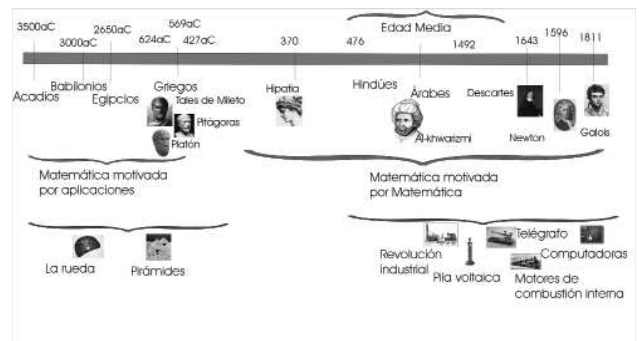 569aC
Edad Media
3500aC
2650aC
3000aC
624aC
427aC
370
476
1492
1643
1596
1811
Babilonios
Acadios
Egipcios
Griegos
Tales de Mileto
Pitágoras
Platón
Hipatia
Hindúes
Árabes
Al-khwarizmi
Descartes
Newton
Galois
Matemática motivada
por aplicaciones
Matemática motivada
por Matemática
La rueda
Pirámides
Revolución
industrial
Pila voltaica
Telégrafo
Computadoras
Motores de
combustión interna